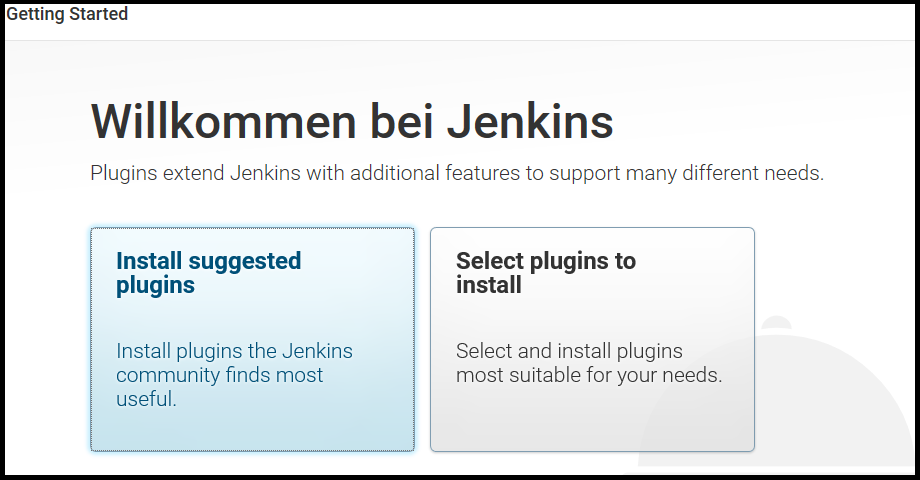 Getting Started
Willkommen bei Jenkins
Plugins extend Jenkins with additional features to support many different needs.
Install suggested
plugins
Install plugins the Jenkins
community finds most
useful.
Select plugins to
install
Select and install plugins
most suitable for your needs.